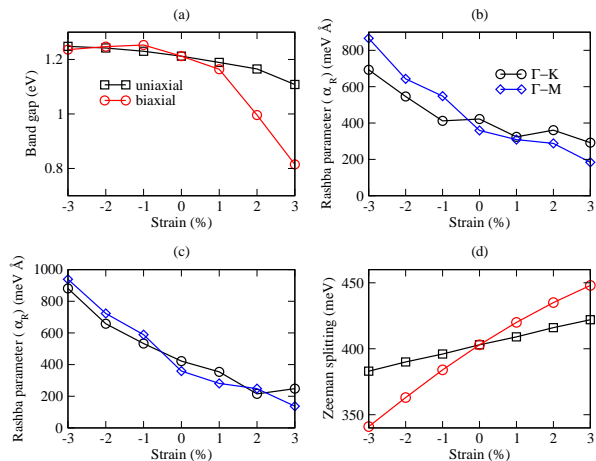 (a)
Band gap (eV)
1.2
1
0.8
uniaxial
biaxial
-3 -2 -1 0 1 2 3
Strain (%)
(b)
Rashba parameter ( α_R) (meV Å)
800
600
400
200
0
Γ−K
Γ−M
-3 -2 -1 0 1 2 3
Strain (%)
(c)
Rashba parameter ( α_R) (meV Å)
1000
800
600
400
200
0
-3 -2 -1 0 1 2 3
Strain (%)
(d)
Zeeman splitting (meV)
450
400
350
-3 -2 -1 0 1 2 3
Strain (%)